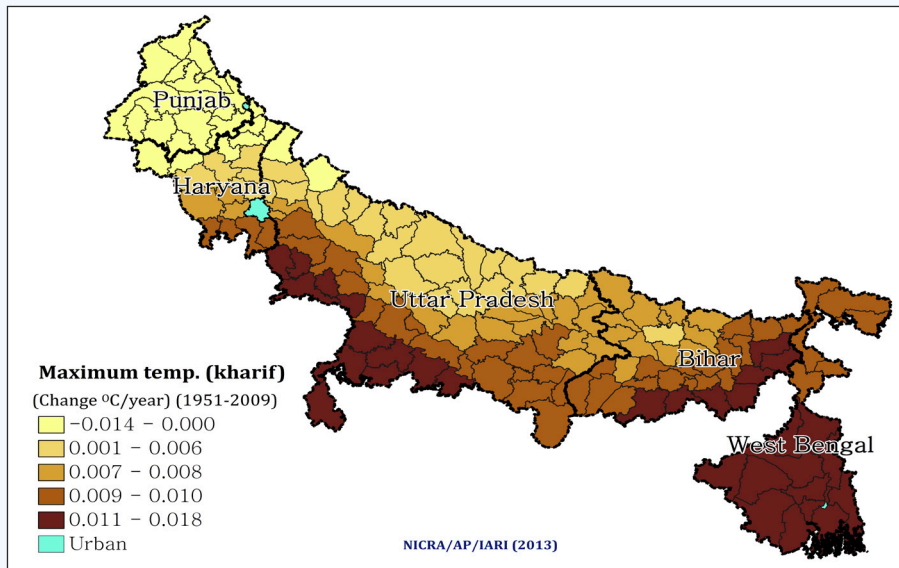 Punjab
Haryana
Uttar Pradesh
Bihar
West Bengal
Maximum temp. (kharif)
(Change ⁰C/year) (1951-2009)
-0.014 - 0.000
0.001 - 0.006
0.007 - 0.008
0.009 - 0.010
0.011 - 0.018
Urban
NICRA/AP/IARI (2013)